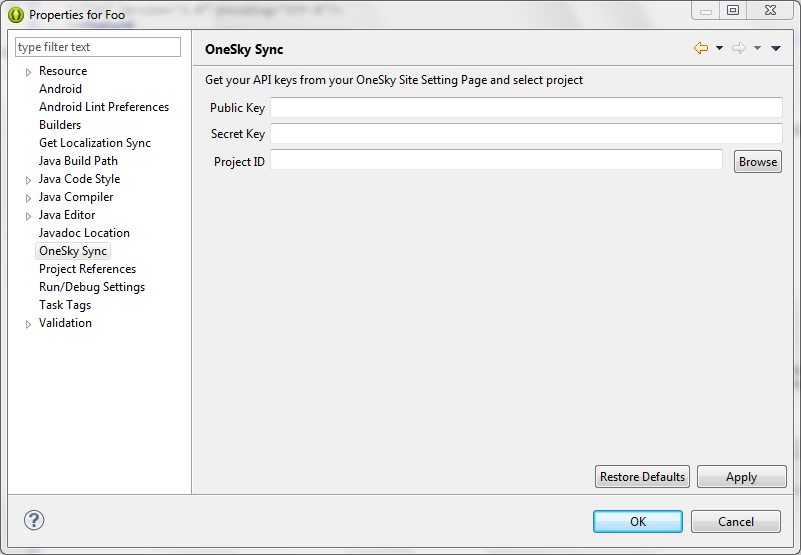 Properties for Foo
type filter text
Resource
Android
Android Lint Preferences
Builders
Get Localization Sync
Java Build Path
Java Code Style
Java Compiler
Java Editor
Javadoc Location
OneSky Sync
Project References
Run/Debug Settings
Task Tags
Validation
OneSky Sync
Get your API keys from your OneSky Site Setting Page and select project
Public Key
Secret Key
Project ID Browse
Restore Defaults Apply
? OK Cancel